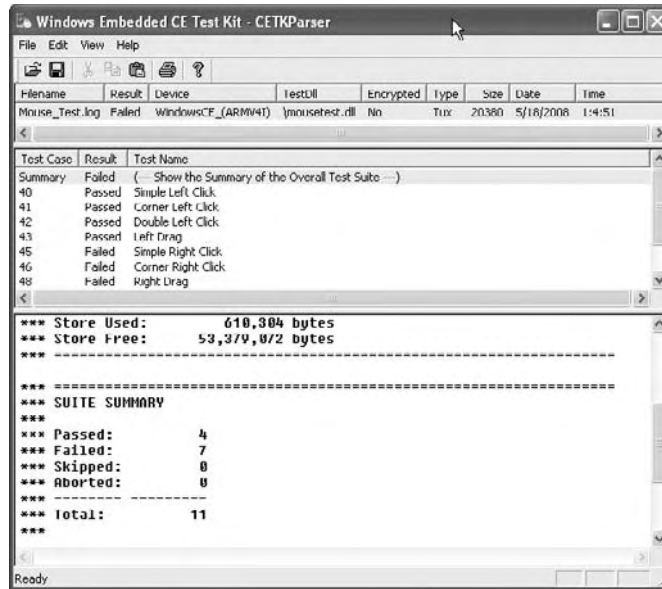 Windows Embedded CE Test Kit - CETKParser
File Edit View Help
Filename Result Device TestDll Encrypted Type Size Date Time
Mouse_Test.log Failed WindowsCE_(ARMV4I) \mousetest.dll No Tux 20380 5/18/2008 1:4:51
Test Case Result Test Name
Summary Failed (--- Show the Summary of the Overall Test Suite ---)
40 Passed Simple Left Click
41 Passed Corner Left Click
42 Passed Double Left Click
43 Passed Left Drag
45 Failed Simple Right Click
46 Failed Corner Right Click
48 Failed Right Drag
*** Store Used: 610,304 bytes
*** Store Free: 53,379,072 bytes
*** ---------------------------------------------------------------
*** ===============================================================
*** SUITE SUMMARY
***
*** Passed: 4
*** Failed: 7
*** Skipped: 0
*** Aborted: 0
*** -------- ---------
*** Total: 11
***
Ready